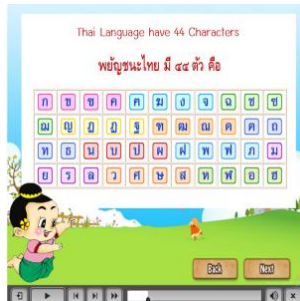 Thai Language have 44 Characters
พยัญชนะไทย มี ๔๔ ตัว คือ
ก ข ฃ ค ฅ ฆ ง จ ฉ ช ซ
ฌ ญ ฎ ฏ ฐ ฑ ฒ ณ ด ต ถ
ท ธ น บ ป ผ ฝ พ ฟ ภ ม
ย ร ล ว ศ ษ ส ห ฬ อ ฮ
Back Next